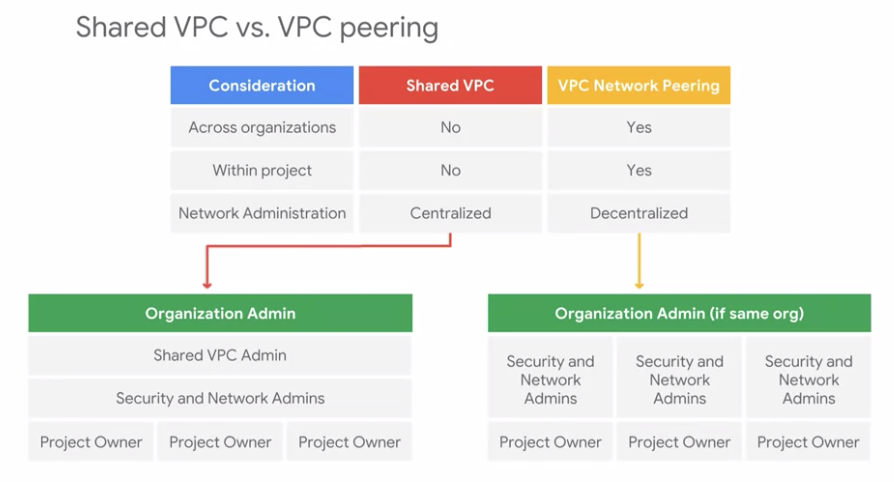 Shared VPC vs. VPC peering
Consideration Shared VPC VPC Network Peering
Across organizations No Yes
Within project No Yes
Network Administration Centralized Decentralized
Organization Admin
Shared VPC Admin
Security and Network Admins
Project Owner Project Owner Project Owner
Organization Admin (if same org)
Security and
Network
Admins
Security and
Network
Admins
Security and
Network
Admins
Project Owner Project Owner Project Owner